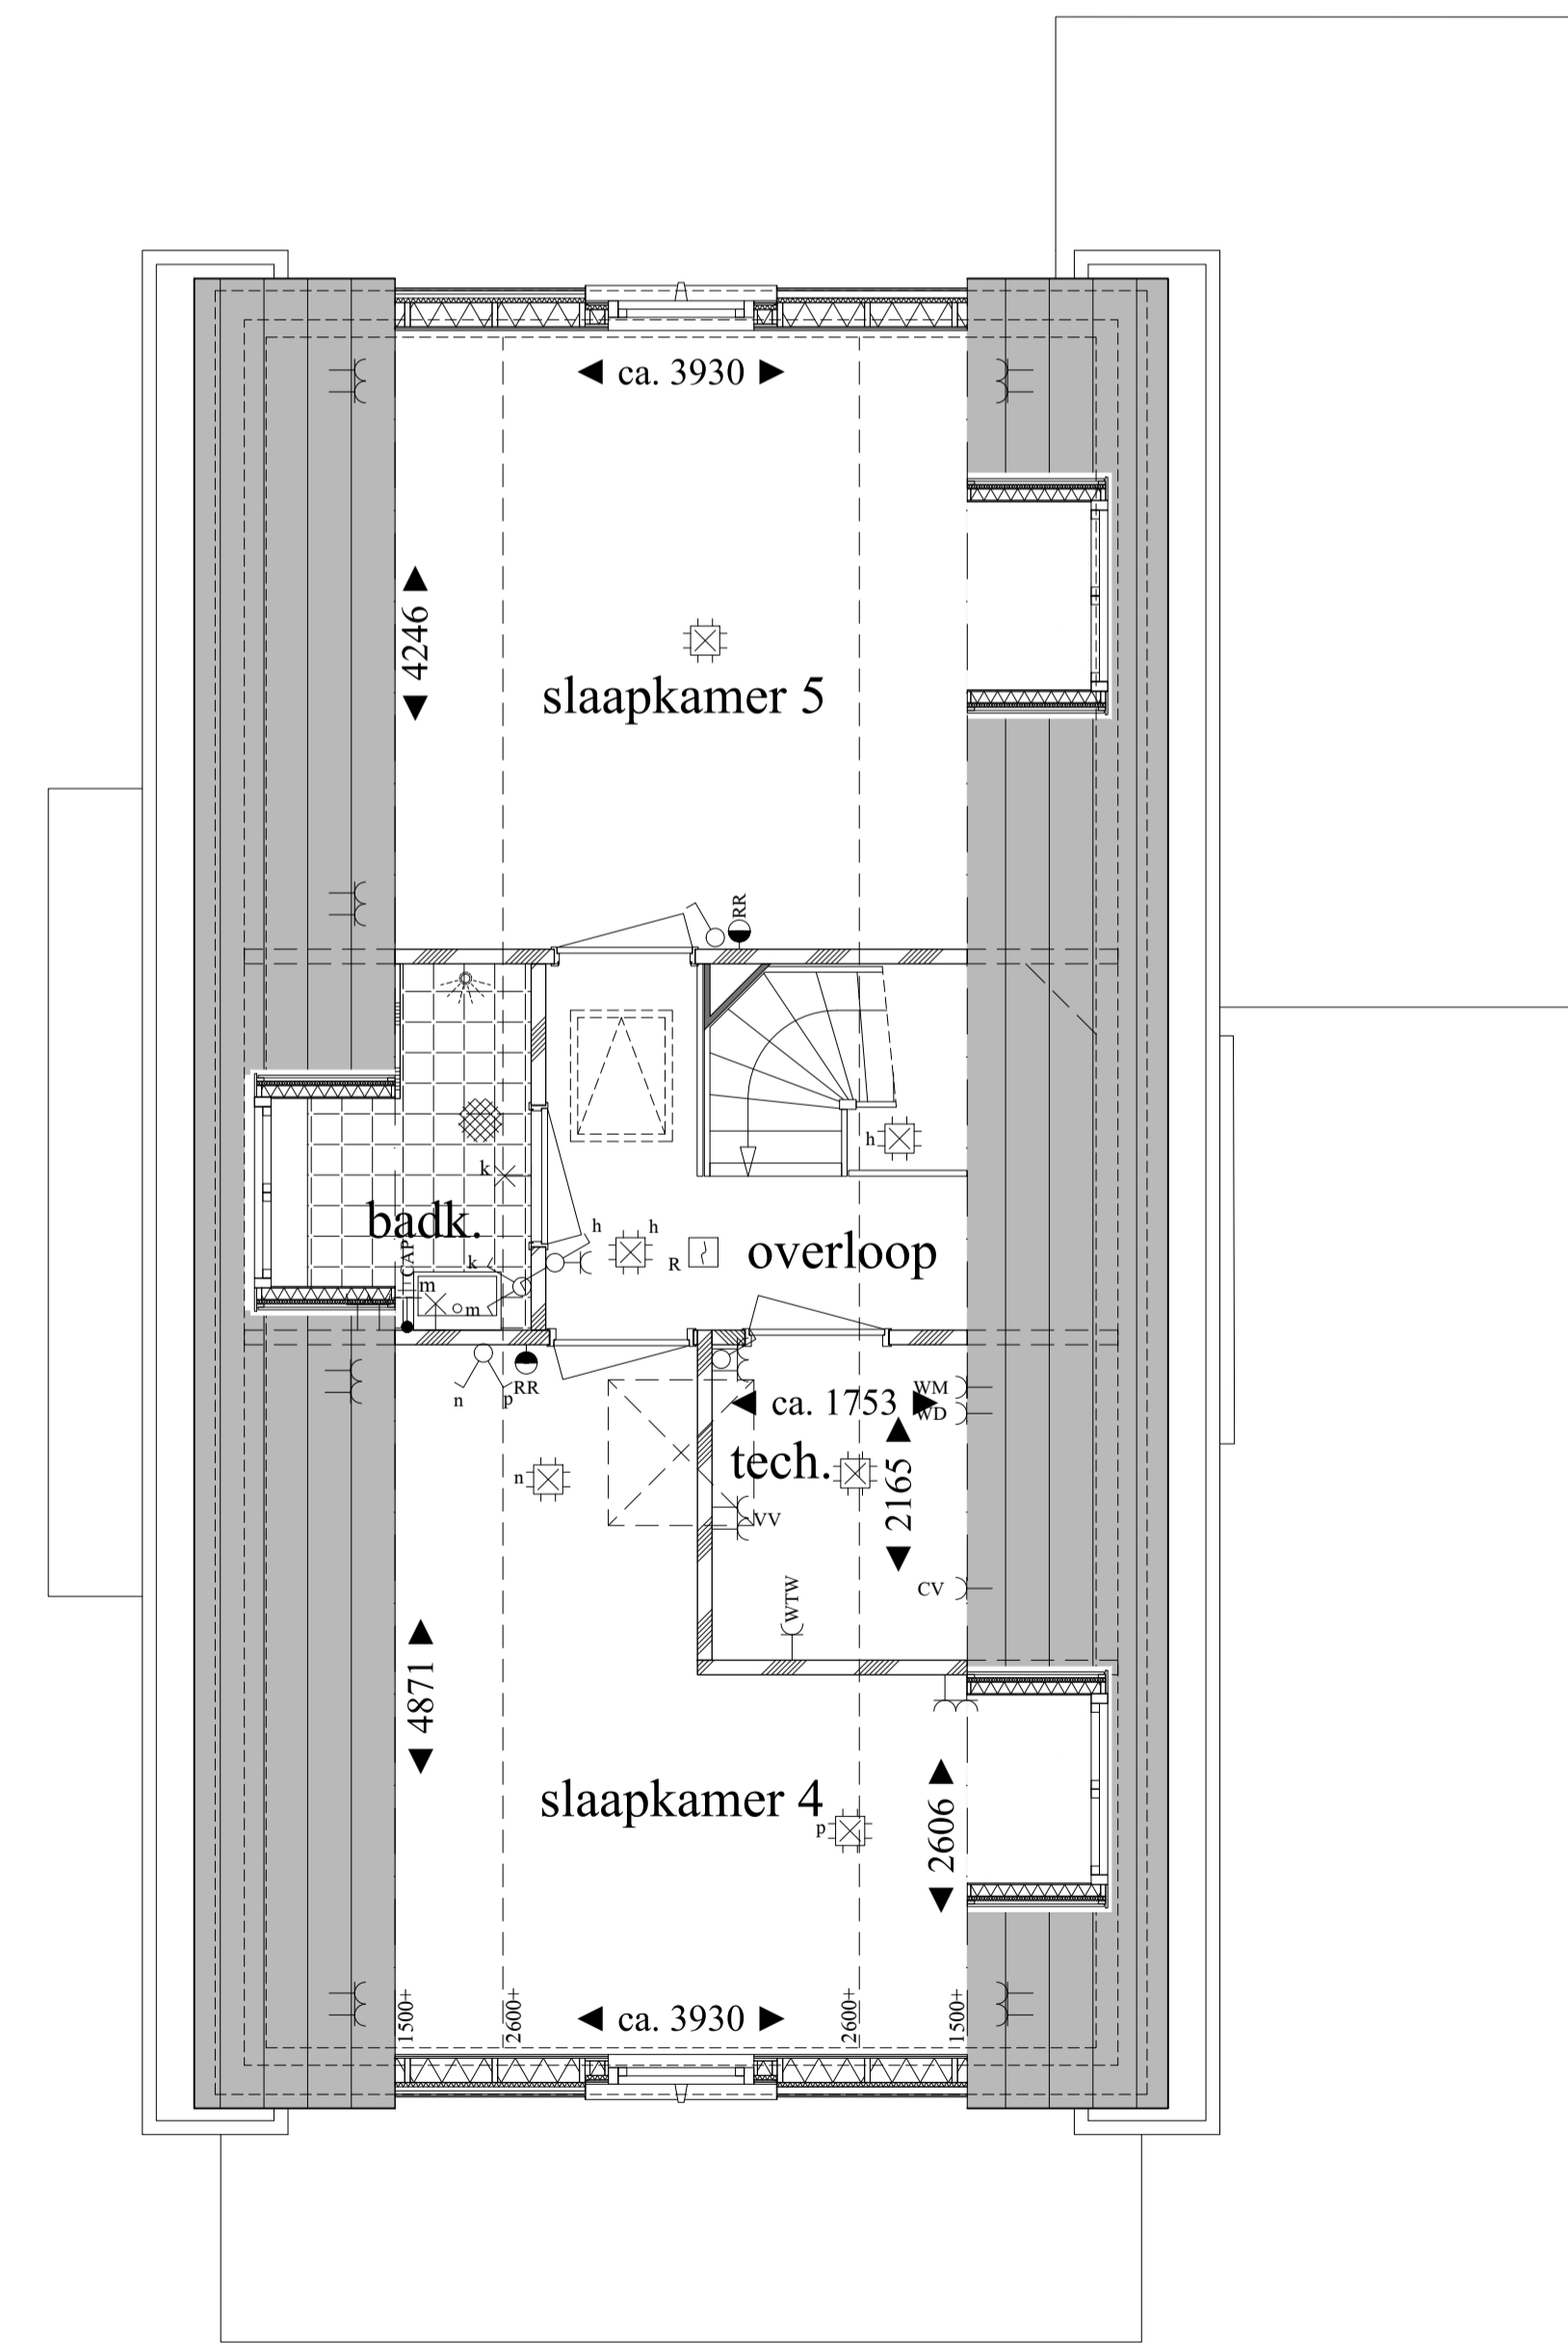 ca. 3930
4246
slaapkamer 5
RR
h
k
badk.
h
h
R
overloop
CAP
k
m
m
n
p
RR
ca. 1753
WM
WD
tech.
2165
n
VV
WTW
CV
4871
slaapkamer 4
p
2606
1500+
2600+
ca. 3930
2600+
1500+